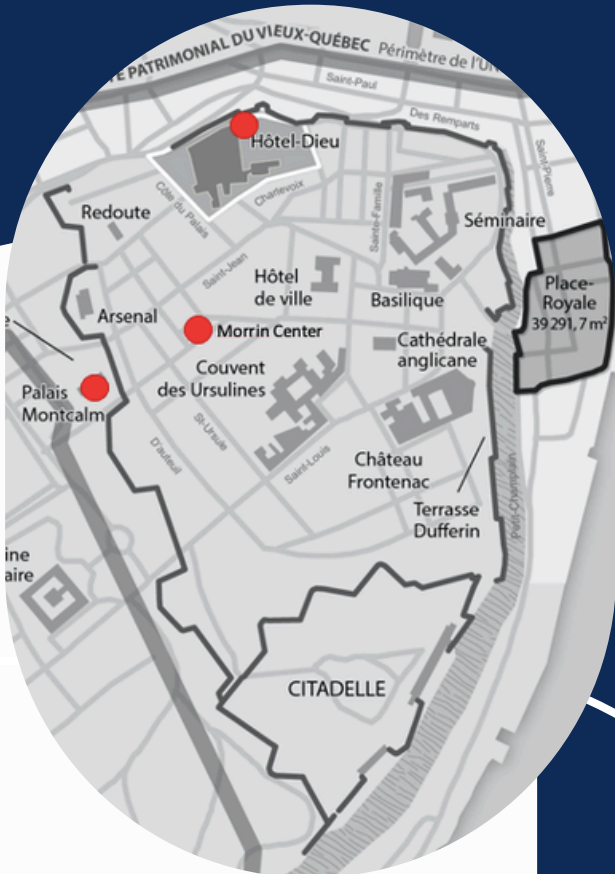 TE PATRIMONIAL DU VIEUX-QUÉBEC
Périmètre de l'UN
Saint-Paul
Des Remparts
Saint-Pierre
Hôtel-Dieu
Côte du Palais
Charlevoix
Sainte-Famille
Redoute
Séminaire
Saint-Jean
Hôtel
de ville
Basilique
Place-
Royale
39 291,7 m²
e
Arsenal
Morrin Center
Cathédrale
anglicane
Couvent
des Ursulines
Palais
Montcalm
St-Ursule
D'auteuil
Saint-Louis
Château
Frontenac
Terrasse
Dufferin
Petit-Champlain
ine
aire
CITADELLE